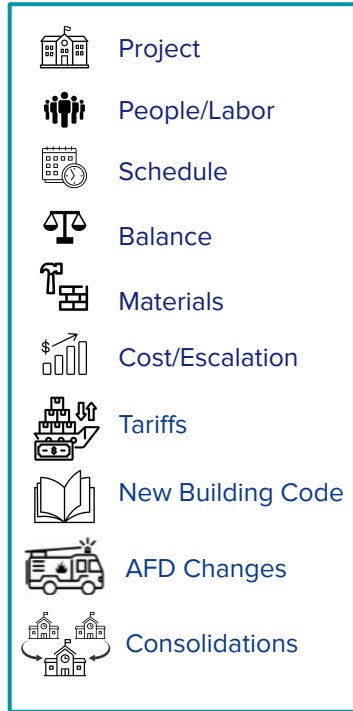 Project
People/Labor
Schedule
Balance
Materials
$
Cost/Escalation
$
Tariffs
New Building Code
AFD Changes
Consolidations